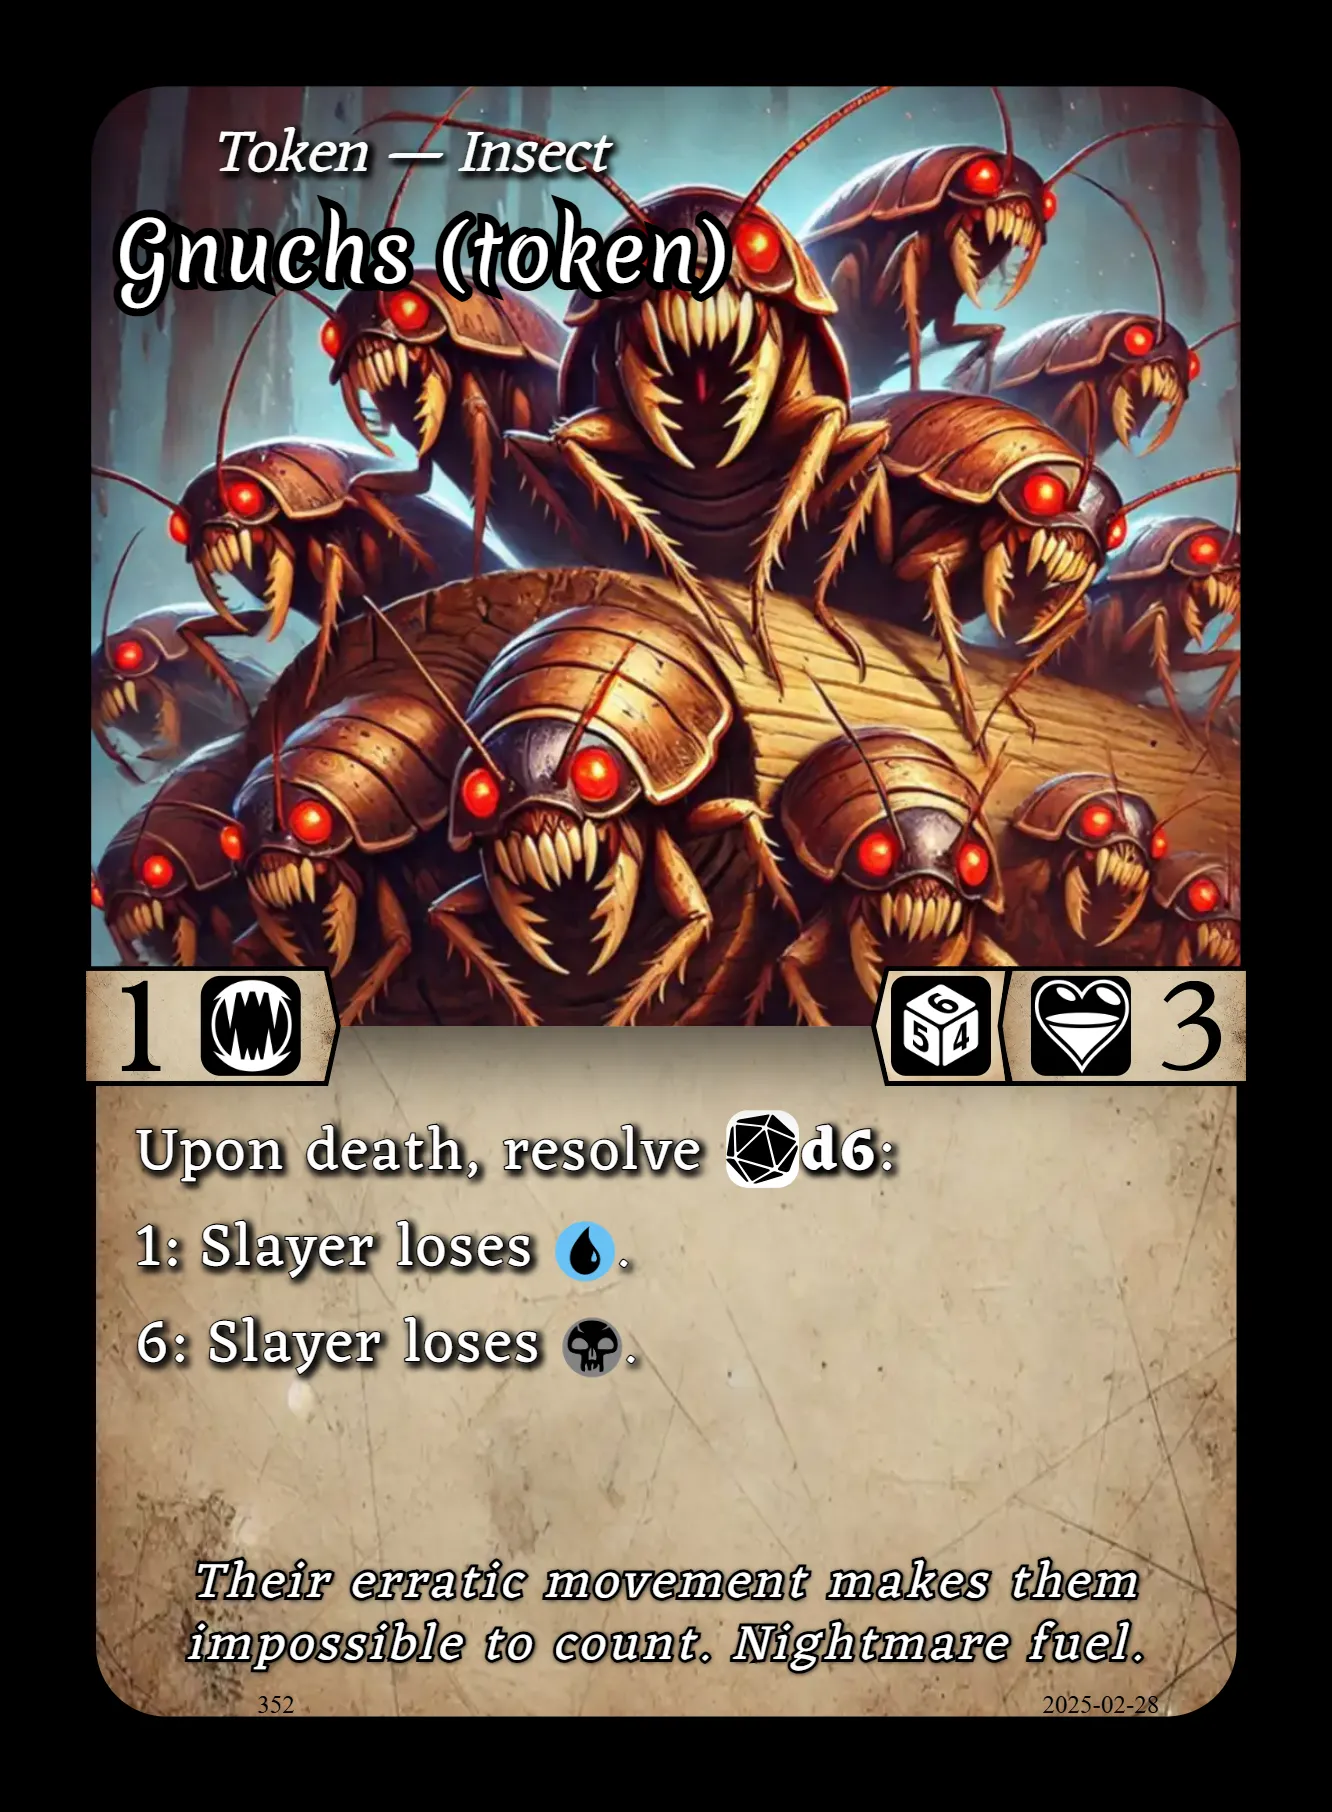 Token — Insect
Gnuchs (token)
1
6
5 4
3
Upon death, resolve d6:
1: Slayer loses .
6: Slayer loses .
Their erratic movement makes them
impossible to count. Nightmare fuel.
352 2025-02-28